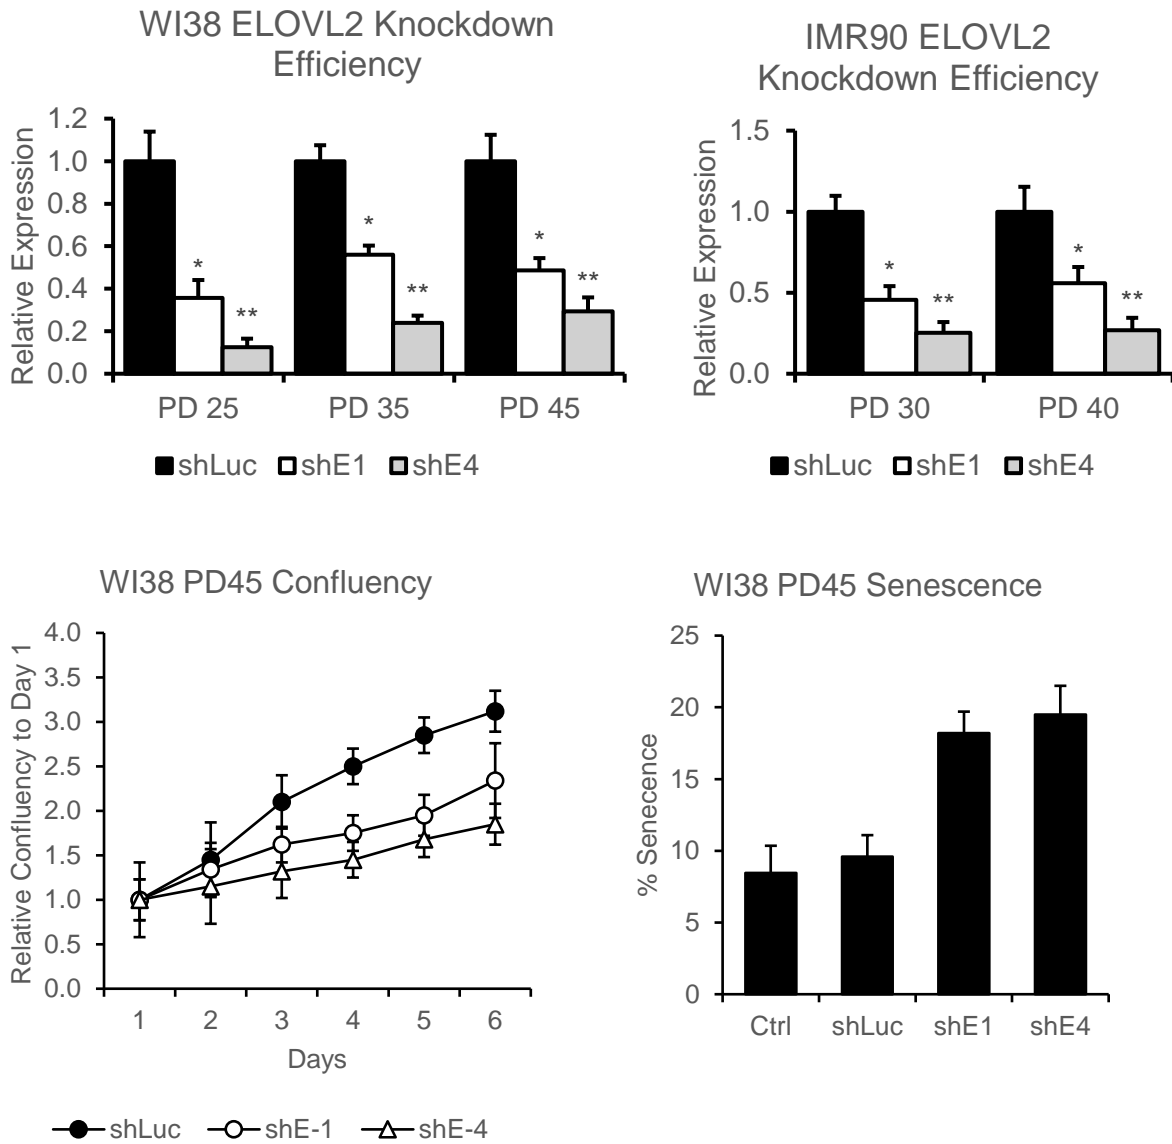 WI38 ELOVL2 Knockdown
Efficiency
Relative Expression
1.2
1.0
0.8
0.6
0.4
0.2
0.0
* ** * ** * **
PD 25 PD 35 PD 45
shLuc shE1 shE4
IMR90 ELOVL2
Knockdown Efficiency
Relative Expression
1.5
1.0
0.5
0.0
* ** * **
PD 30 PD 40
shLuc shE1 shE4
WI38 PD45 Confluency
Relative Confluency to Day 1
4.0
3.5
3.0
2.5
2.0
1.5
1.0
0.5
0.0
1 2 3 4 5 6
Days
shLuc shE-1 shE-4
WI38 PD45 Senescence
% Senecence
25
20
15
10
5
0
Ctrl shLuc shE1 shE4